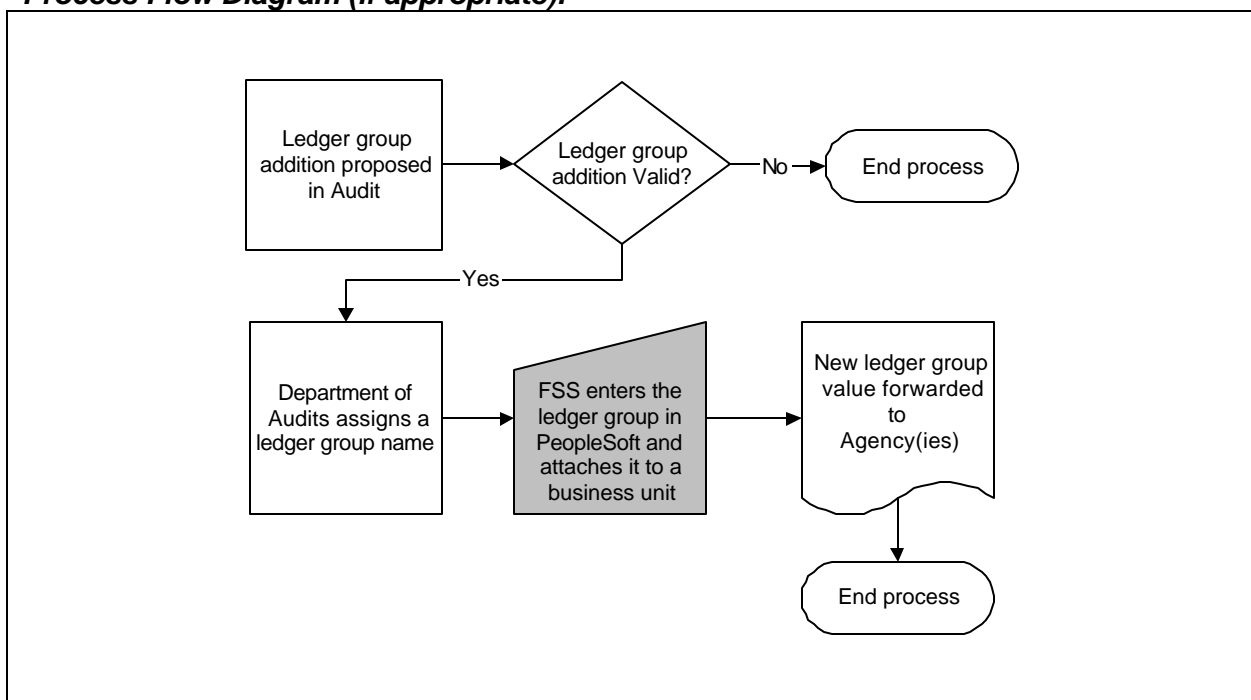 Process Flow Diagram (if appropriate):
Ledger group
addition proposed
in Audit
Ledger group
addition Valid?
No
End process
Yes
Department of
Audits assigns a
ledger group name
FSS enters the
ledger group in
PeopleSoft and
attaches it to a
business unit
New ledger group
value forwarded
to
Agency(ies)
End process